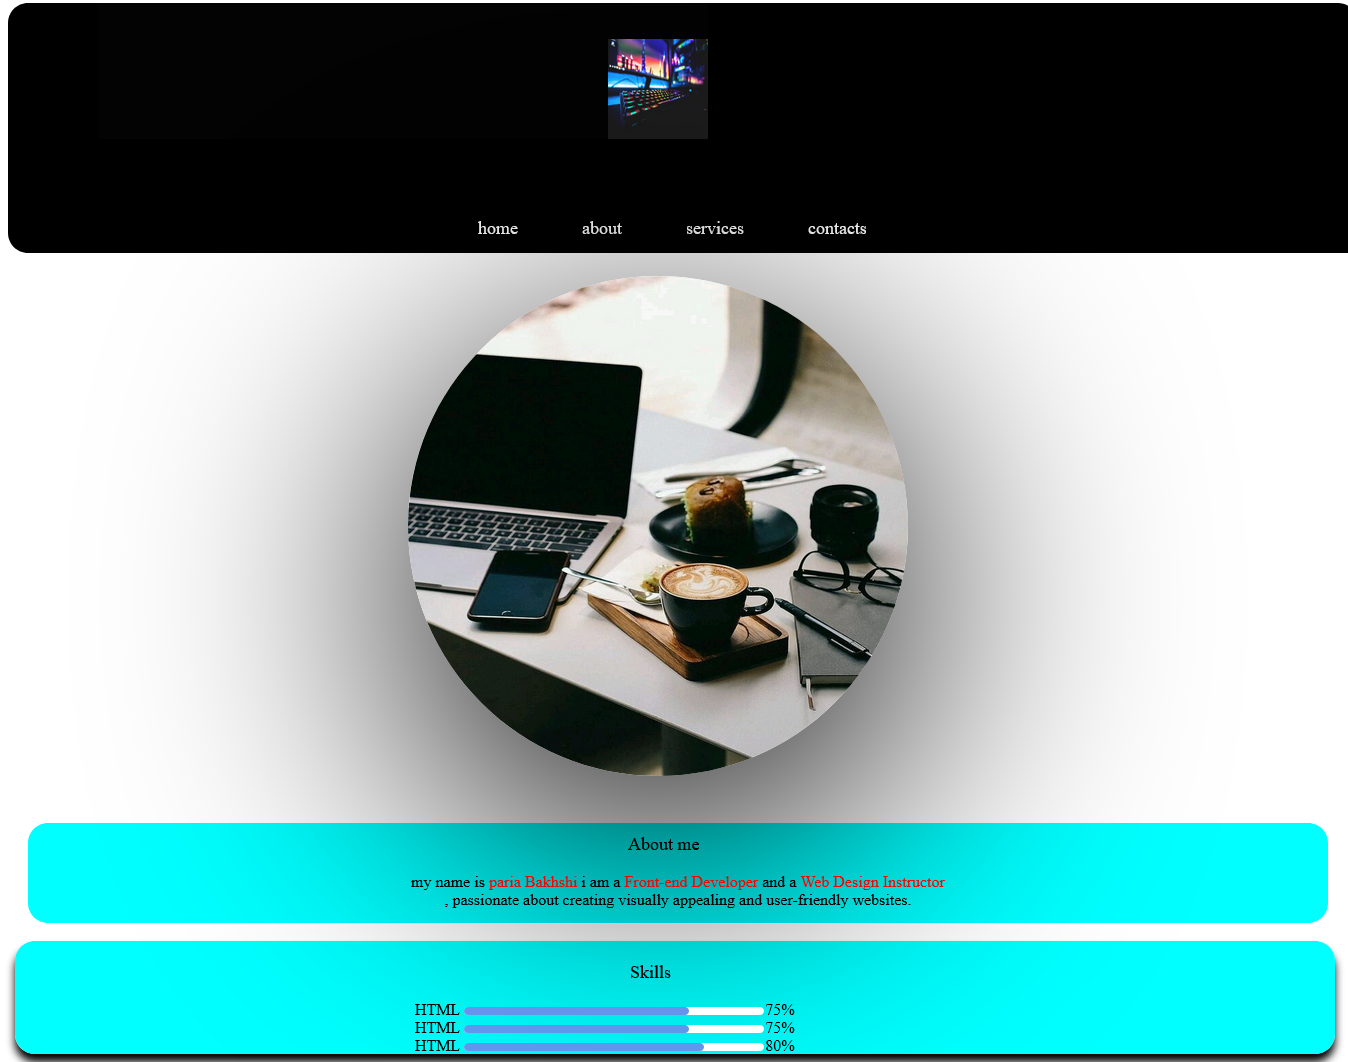 home about services contacts
About me
my name is paria Bakhshi i am a Front-end Developer and a Web Design Instructor
, passionate about creating visually appealing and user-friendly websites.
Skills
HTML 75%
HTML 75%
HTML 80%